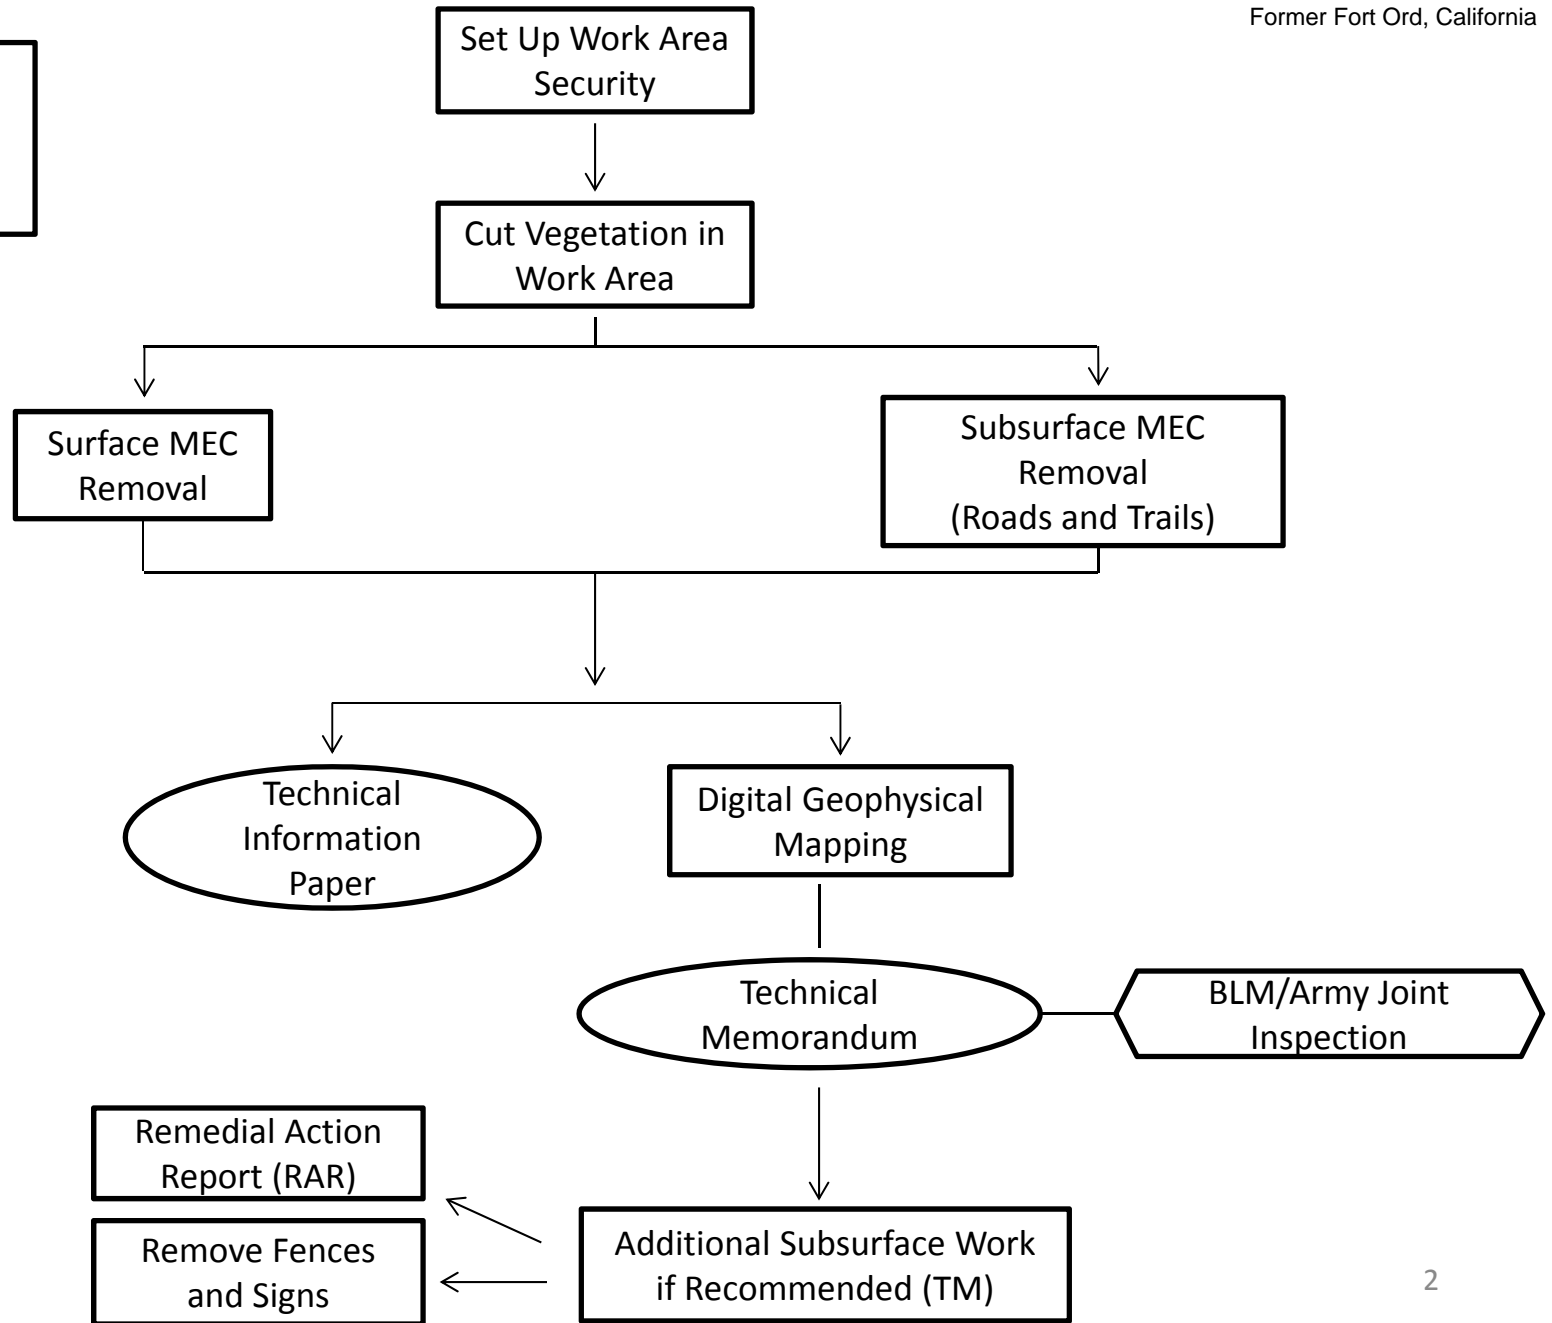 Former Fort Ord, California
Set Up Work Area
Security
Cut Vegetation in
Work Area
Surface MEC
Removal
Subsurface MEC
Removal
(Roads and Trails)
Technical
Information
Paper
Digital Geophysical
Mapping
Technical
Memorandum
BLM/Army Joint
Inspection
Remedial Action
Report (RAR)
Remove Fences
and Signs
Additional Subsurface Work
if Recommended (TM)
2